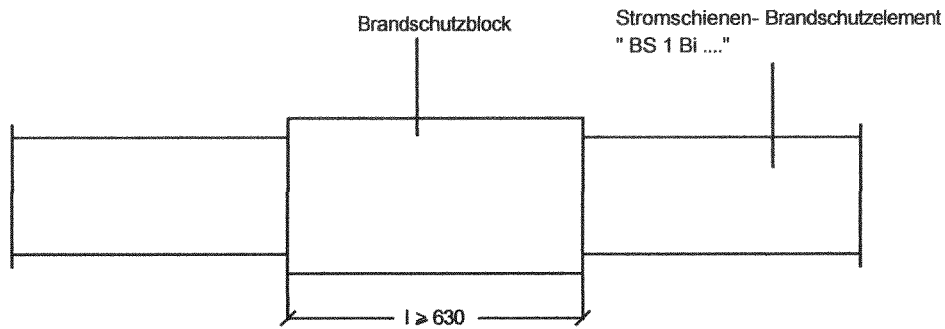 Brandschutzblock
Stromschienen- Brandschutzelement
" BS 1 Bi ...."
l ⩾ 630